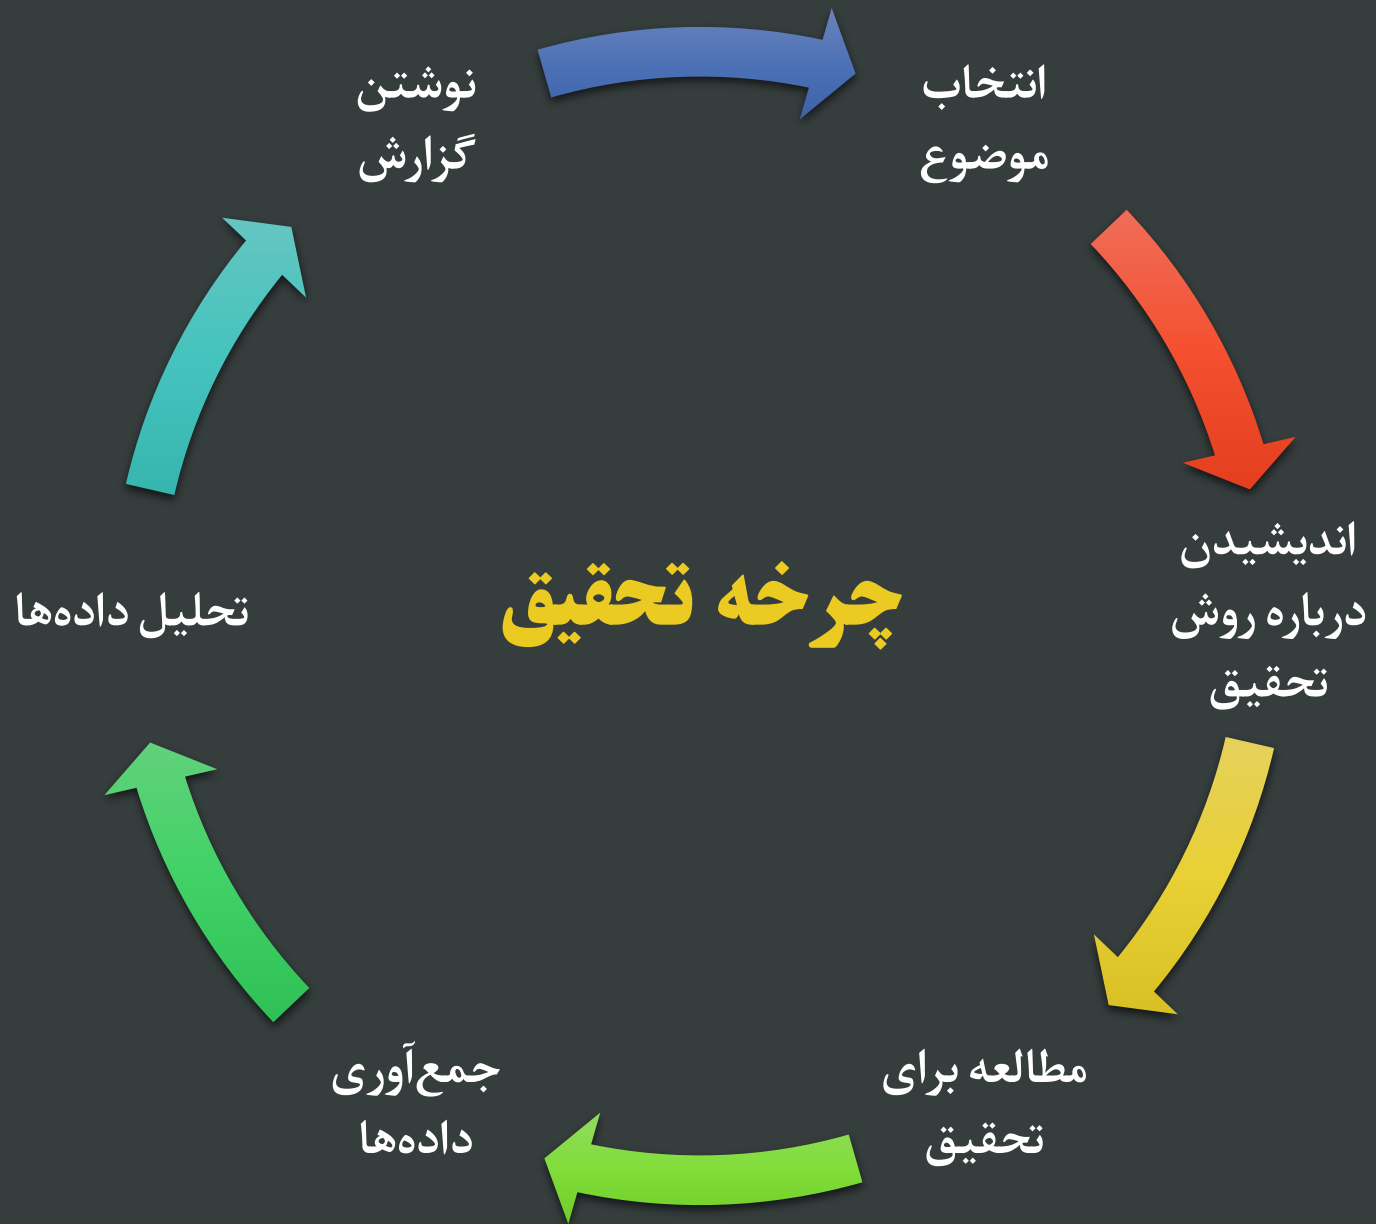 انتخاب
موضوع
اندیشیدن
درباره روش
تحقیق
مطالعه برای
تحقیق
جمع‌آوری
داده‌ها
تحلیل داده‌ها
نوشتن
گزارش
چرخه تحقیق